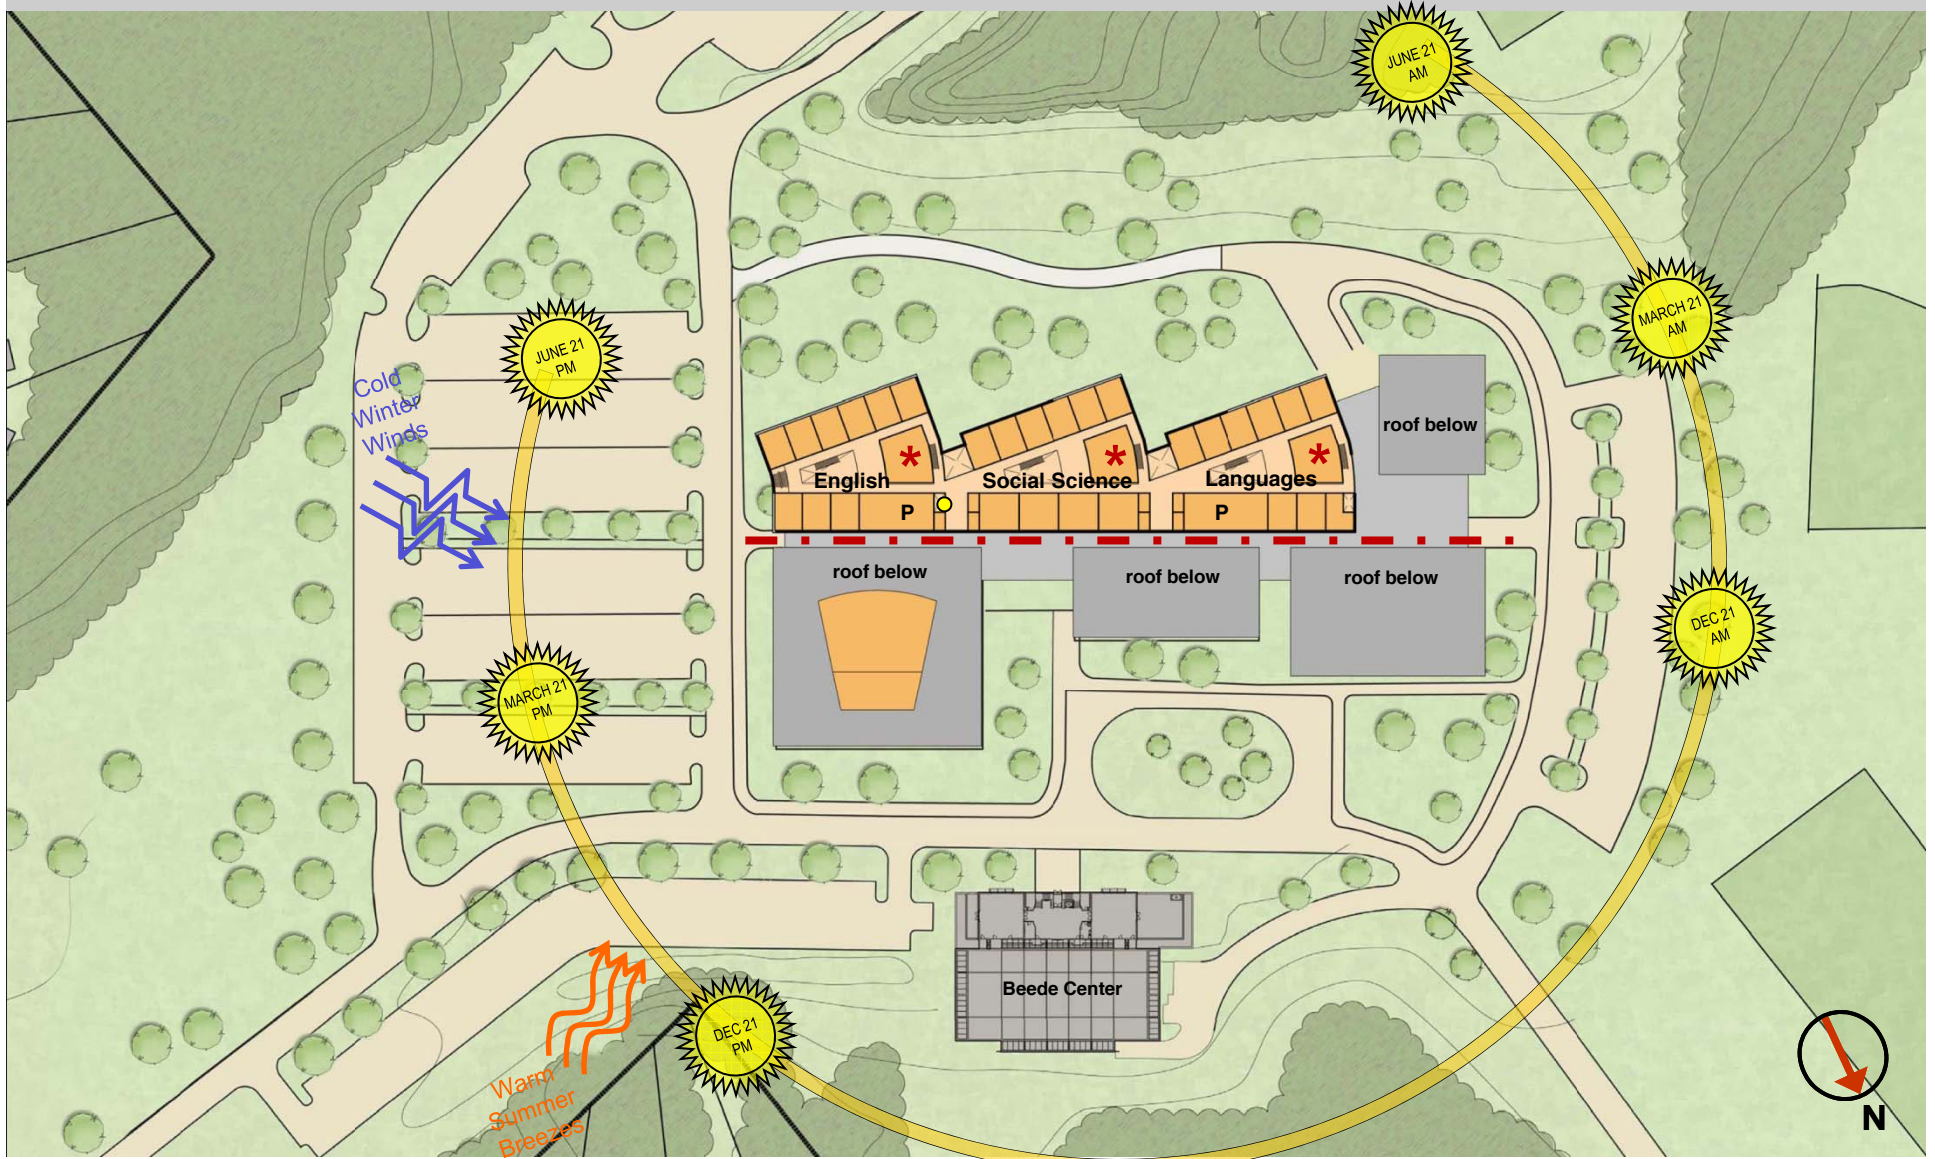 JUNE 21
AM
MARCH 21
AM
JUNE 21
PM
Cold
Winter
Winds
roof below
*
*
*
English
Social Science
Languages
P
P
roof below
roof below
roof below
DEC 21
AM
MARCH 21
PM
Beede Center
DEC 21
PM
Warm
Summer
Breezes
N